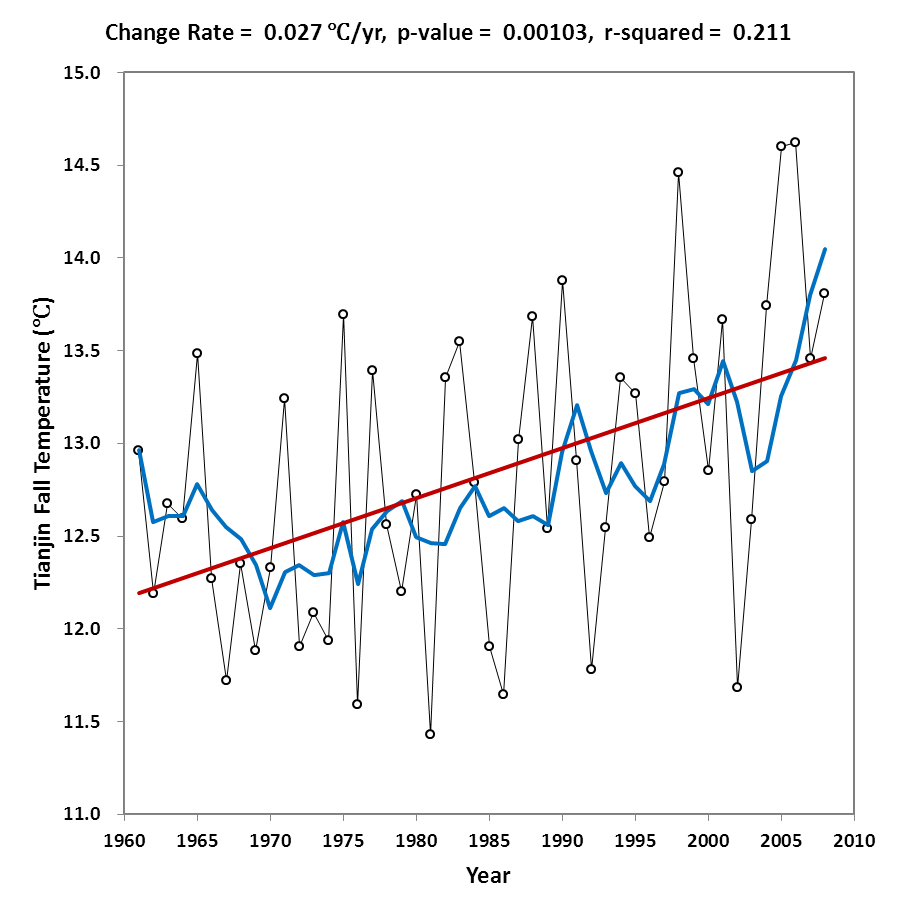 Change Rate = 0.027 °C/yr, p-value = 0.00103, r-squared = 0.211
15.0
14.5
14.0
13.5
13.0
12.5
12.0
11.5
11.0
Tianjin Fall Temperature (°C)
1960 1965 1970 1975 1980 1985 1990 1995 2000 2005 2010
Year